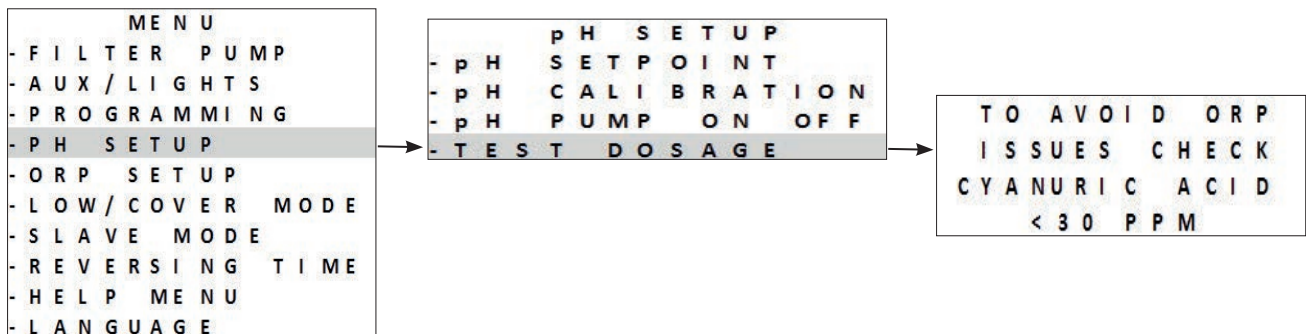 MENU
- FILTER PUMP
- AUX/LIGHTS
- PROGRAMMING
- PH SETUP
- ORP SETUP
- LOW/COVER MODE
- SLAVE MODE
- REVERSING TIME
- HELP MENU
- LANGUAGE
pH SETUP
- pH SETPOINT
- pH CALIBRATION
- pH PUMP ON OFF
- TEST DOSAGE
TO AVOID ORP
ISSUES CHECK
CYANURIC ACID
<30 PPM